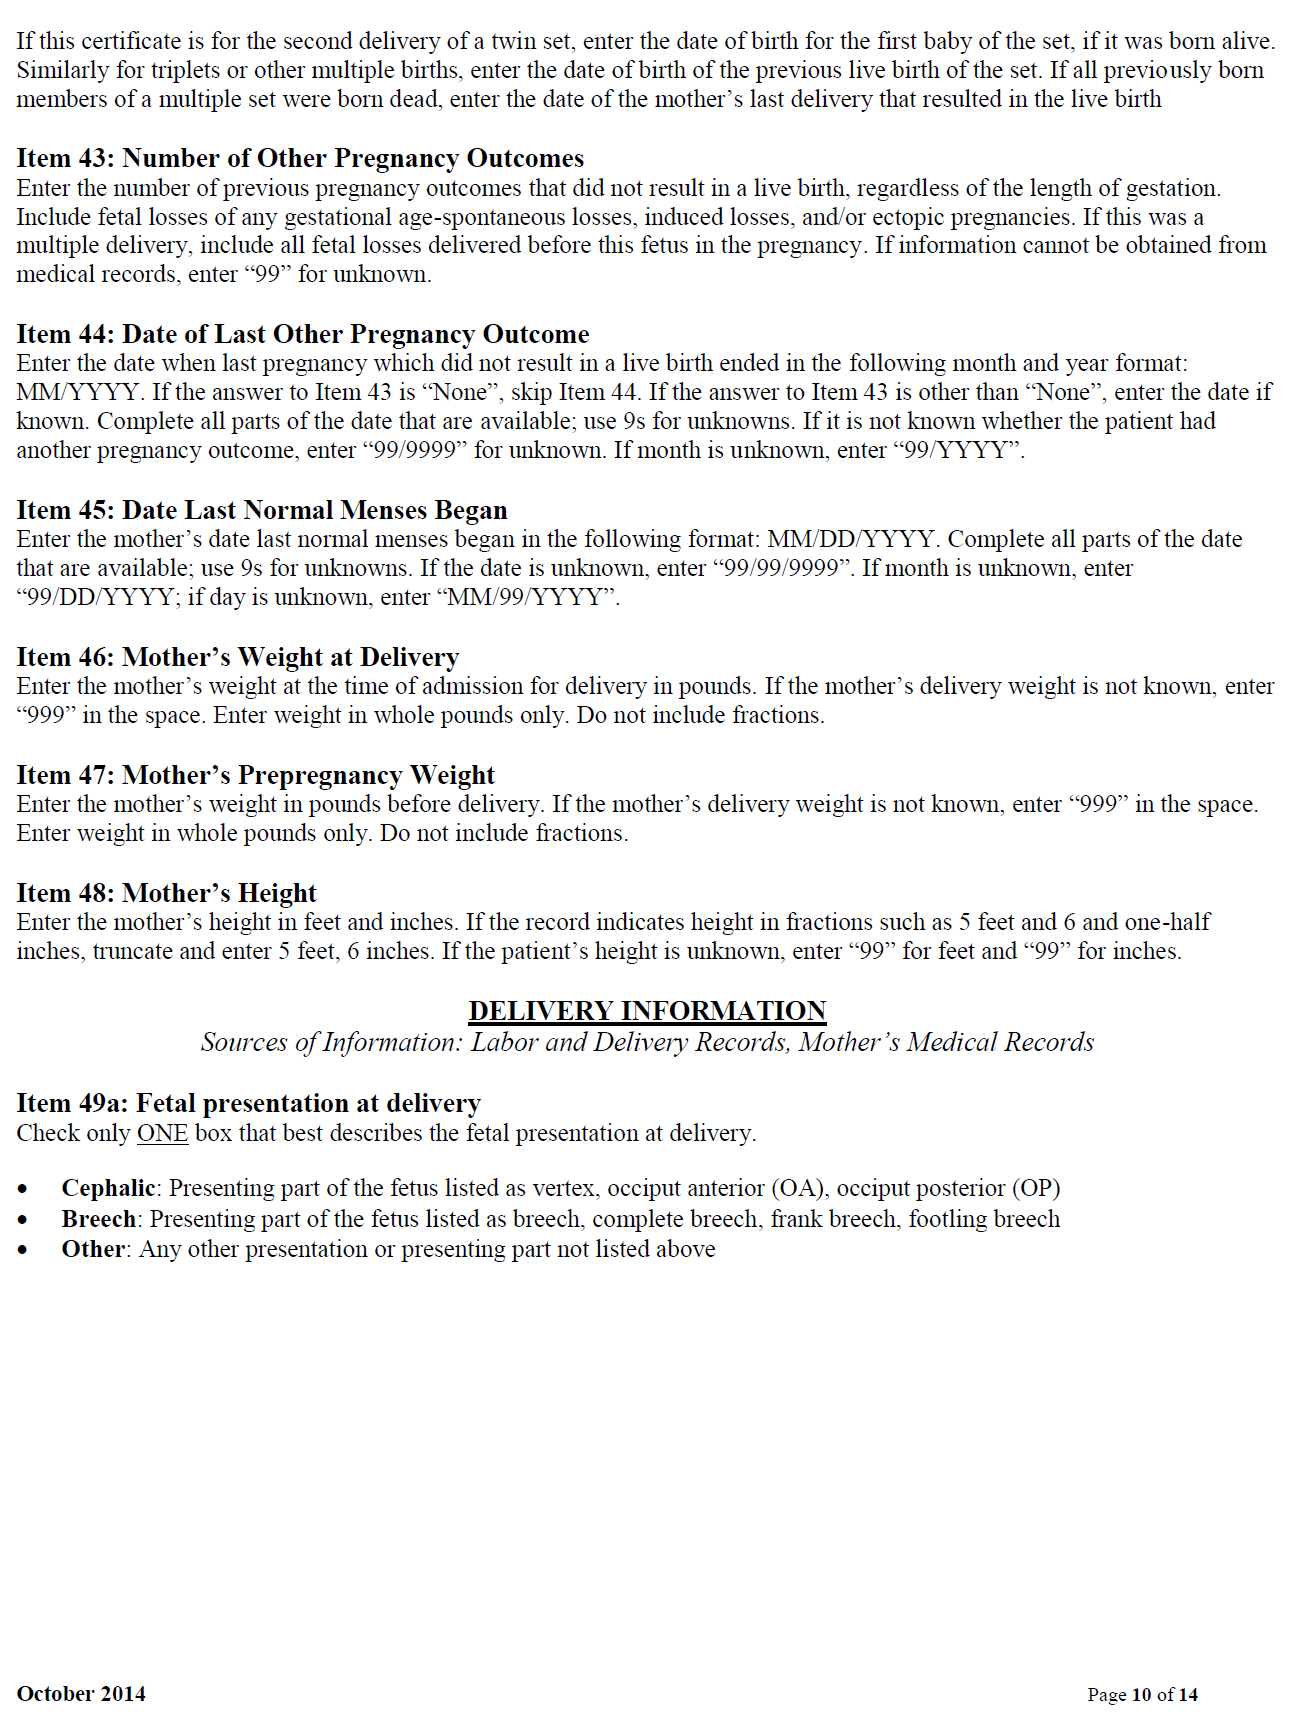 If this certificate is for the second delivery of a twin set, enter the date of birth for the first baby of the set, if it was born alive.
Similarly for triplets or other multiple births, enter the date of birth of the previous live birth of the set. If all previously born
members of a multiple set were born dead, enter the date of the mother’s last delivery that resulted in the live birth
Item 43: Number of Other Pregnancy Outcomes
Enter the number of previous pregnancy outcomes that did not result in a live birth, regardless of the length of gestation.
Include fetal losses of any gestational age-spontaneous losses, induced losses, and/or ectopic pregnancies. If this was a
multiple delivery, include all fetal losses delivered before this fetus in the pregnancy. If information cannot be obtained from
medical records, enter “99” for unknown.
Item 44: Date of Last Other Pregnancy Outcome
Enter the date when last pregnancy which did not result in a live birth ended in the following month and year format:
MM/YYYY. If the answer to Item 43 is “None”, skip Item 44. If the answer to Item 43 is other than “None”, enter the date if
known. Complete all parts of the date that are available; use 9s for unknowns. If it is not known whether the patient had
another pregnancy outcome, enter “99/9999” for unknown. If month is unknown, enter “99/YYYY”.
Item 45: Date Last Normal Menses Began
Enter the mother’s date last normal menses began in the following format: MM/DD/YYYY. Complete all parts of the date
that are available; use 9s for unknowns. If the date is unknown, enter “99/99/9999”. If month is unknown, enter
“99/DD/YYYY; if day is unknown, enter “MM/99/YYYY”.
Item 46: Mother’s Weight at Delivery
Enter the mother’s weight at the time of admission for delivery in pounds. If the mother’s delivery weight is not known, enter
“999” in the space. Enter weight in whole pounds only. Do not include fractions.
Item 47: Mother’s Prepregnancy Weight
Enter the mother’s weight in pounds before delivery. If the mother’s delivery weight is not known, enter “999” in the space.
Enter weight in whole pounds only. Do not include fractions.
Item 48: Mother’s Height
Enter the mother’s height in feet and inches. If the record indicates height in fractions such as 5 feet and 6 and one-half
inches, truncate and enter 5 feet, 6 inches. If the patient’s height is unknown, enter “99” for feet and “99” for inches.
DELIVERY INFORMATION
Sources of Information: Labor and Delivery Records, Mother’s Medical Records
Item 49a: Fetal presentation at delivery
Check only ONE box that best describes the fetal presentation at delivery.
• Cephalic: Presenting part of the fetus listed as vertex, occiput anterior (OA), occiput posterior (OP)
• Breech: Presenting part of the fetus listed as breech, complete breech, frank breech, footling breech
• Other: Any other presentation or presenting part not listed above
October 2014 Page 10 of 14